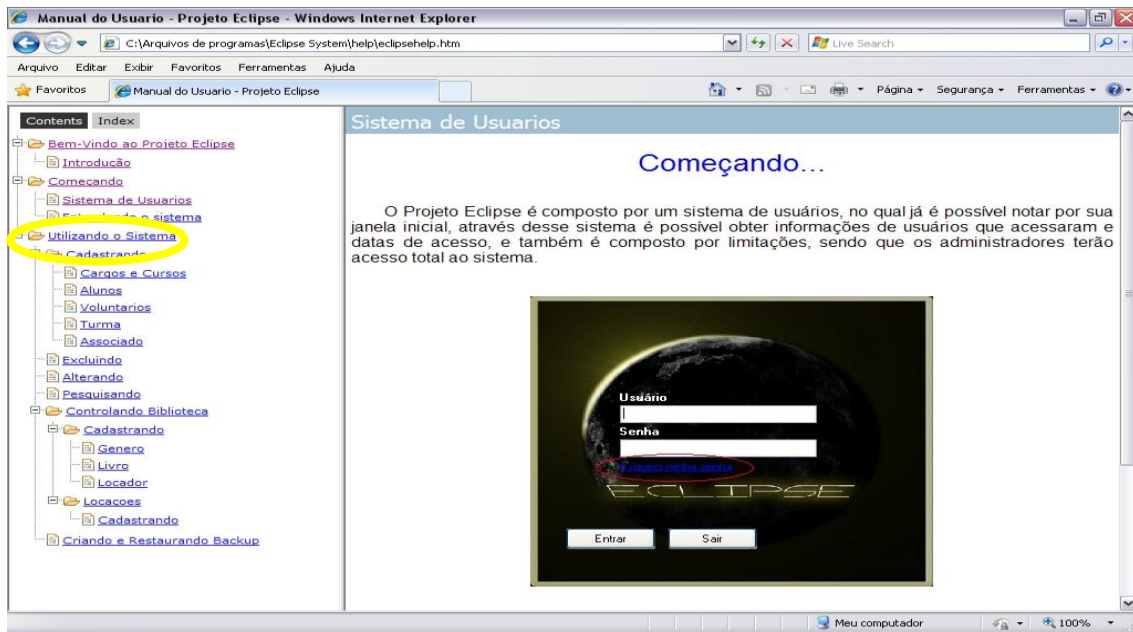 Manual do Usuario - Projeto Eclipse - Windows Internet Explorer
C:\Arquivos de programas\Eclipse System\help\eclipsehelp.htm
Live Search
Arquivo Editar Exibir Favoritos Ferramentas Ajuda
Favoritos Manual do Usuario - Projeto Eclipse Página Segurança Ferramentas
Contents Index
Bem-Vindo ao Projeto Eclipse
Introdução
Começando
Sistema de Usuarios
o sistema
Utilizando o Sistema
Cadastrando
Cargos e Cursos
Alunos
Voluntarios
Turma
Associado
Excluindo
Alterando
Pesquisando
Controlando Biblioteca
Cadastrando
Genero
Livro
Locador
Locaçoes
Cadastrando
Criando e Restaurando Backup
Sistema de Usuarios
Começando...
O Projeto Eclipse é composto por um sistema de usuários, no qual já é possível notar por sua
janela inicial, através desse sistema é possível obter informações de usuários que acessaram e
datas de acesso, e também é composto por limitações, sendo que os administradores terão
acesso total ao sistema.
Usuário
Senha
Esqueci minha senha
ECLIPSE
Entrar Sair
Meu computador 100%